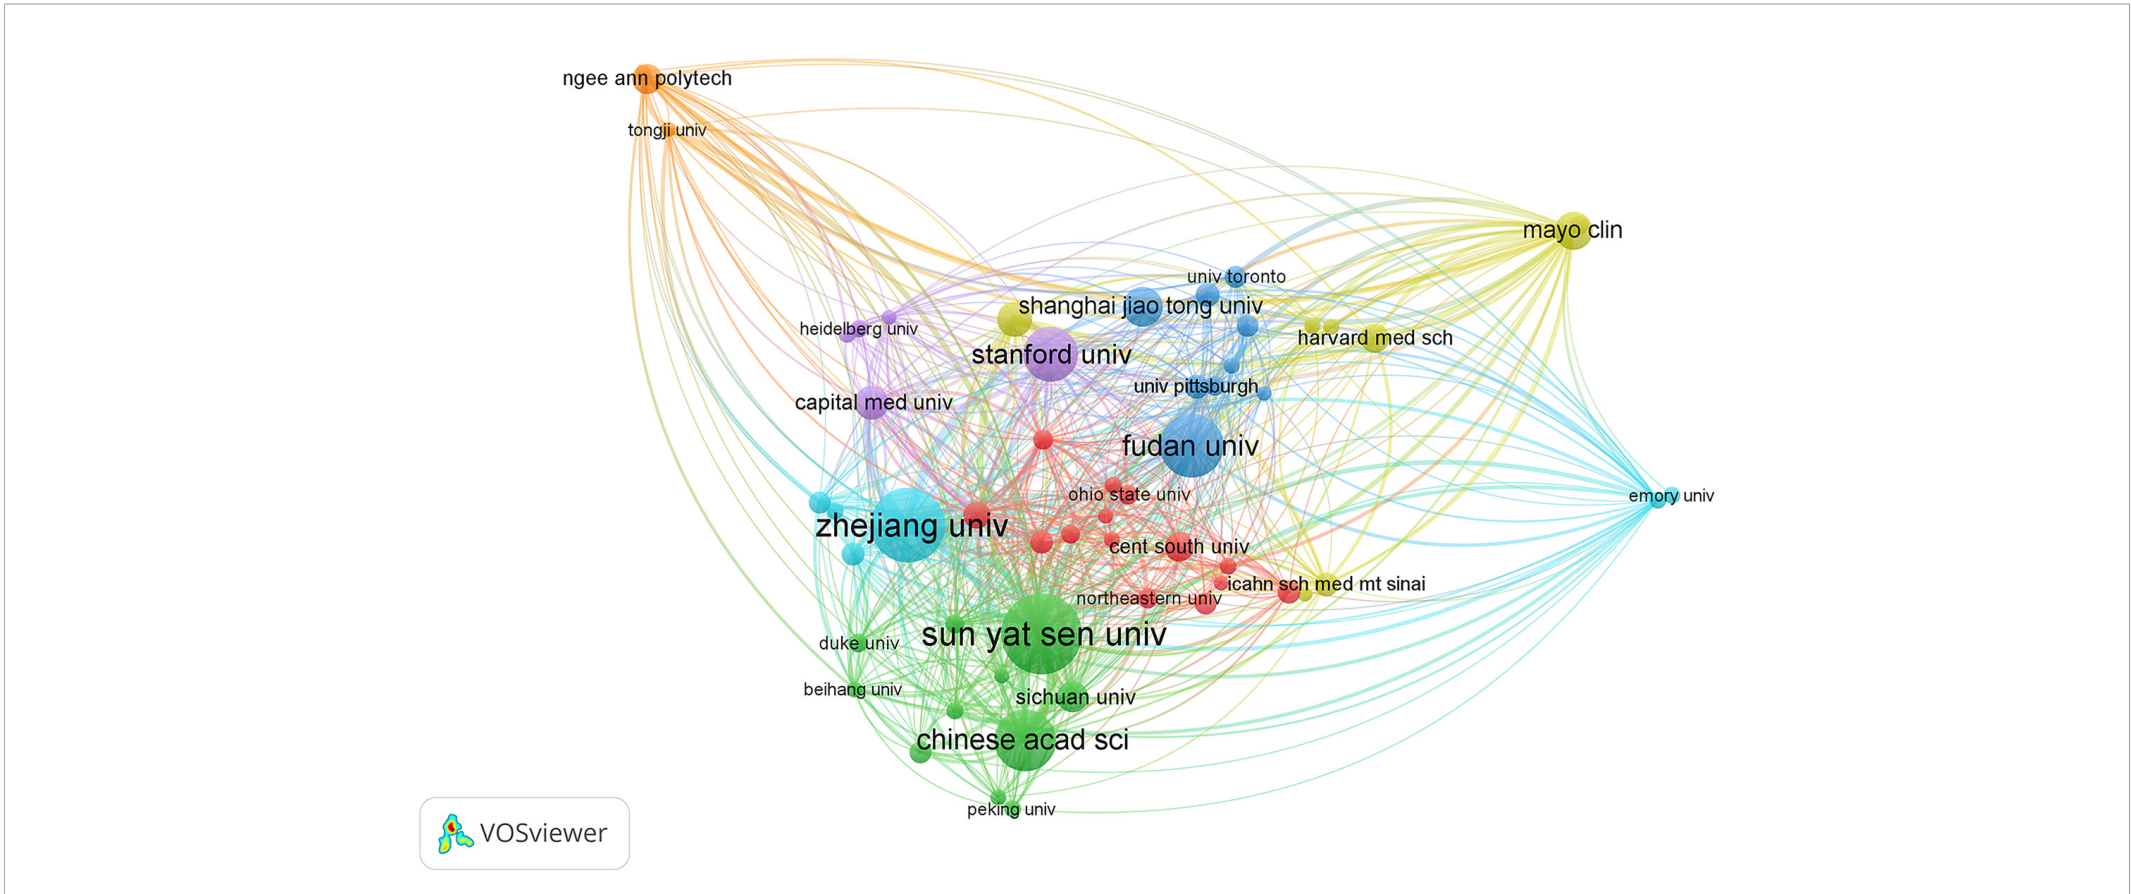 ngee ann polytech
tongji univ
mayo clin
univ toronto
shanghai jiao tong univ
heidelberg univ
harvard med sch
stanford univ
univ pittsburgh
capital med univ
fudan univ
ohio state univ
emory univ
zhejiang univ
cent south univ
icahn sch med mt sinai
northeastern univ
sun yat sen univ
duke univ
beihang univ
sichuan univ
chinese acad sci
peking univ
VOSviewer